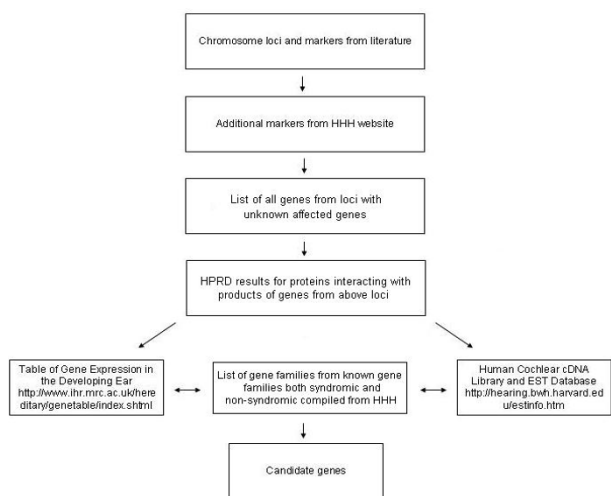 Chromosome loci and markers from literature
Additional markers from HHH website
List of all genes from loci with
unknown affected genes
HPRD results for proteins interacting with
products of genes from above loci
Table of Gene Expression in
the Developing Ear
http://www.ihr.mrc.ac.uk/here
ditary/genetable/index.shtml
List of gene families from known gene
families both syndromic and
non-syndromic compiled from HHH
Human Cochlear cDNA
Library and EST Database
http://hearing.bwh.harvard.ed
u/estinfo.htm
Candidate genes